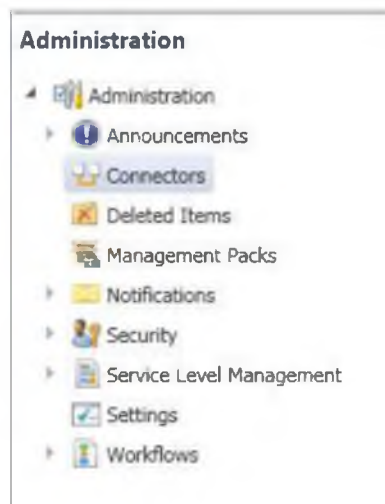 Administration
Administration
Announcements
Connectors
Deleted Items
Management Packs
Notifications
Security
Service Level Management
Settings
Workflows